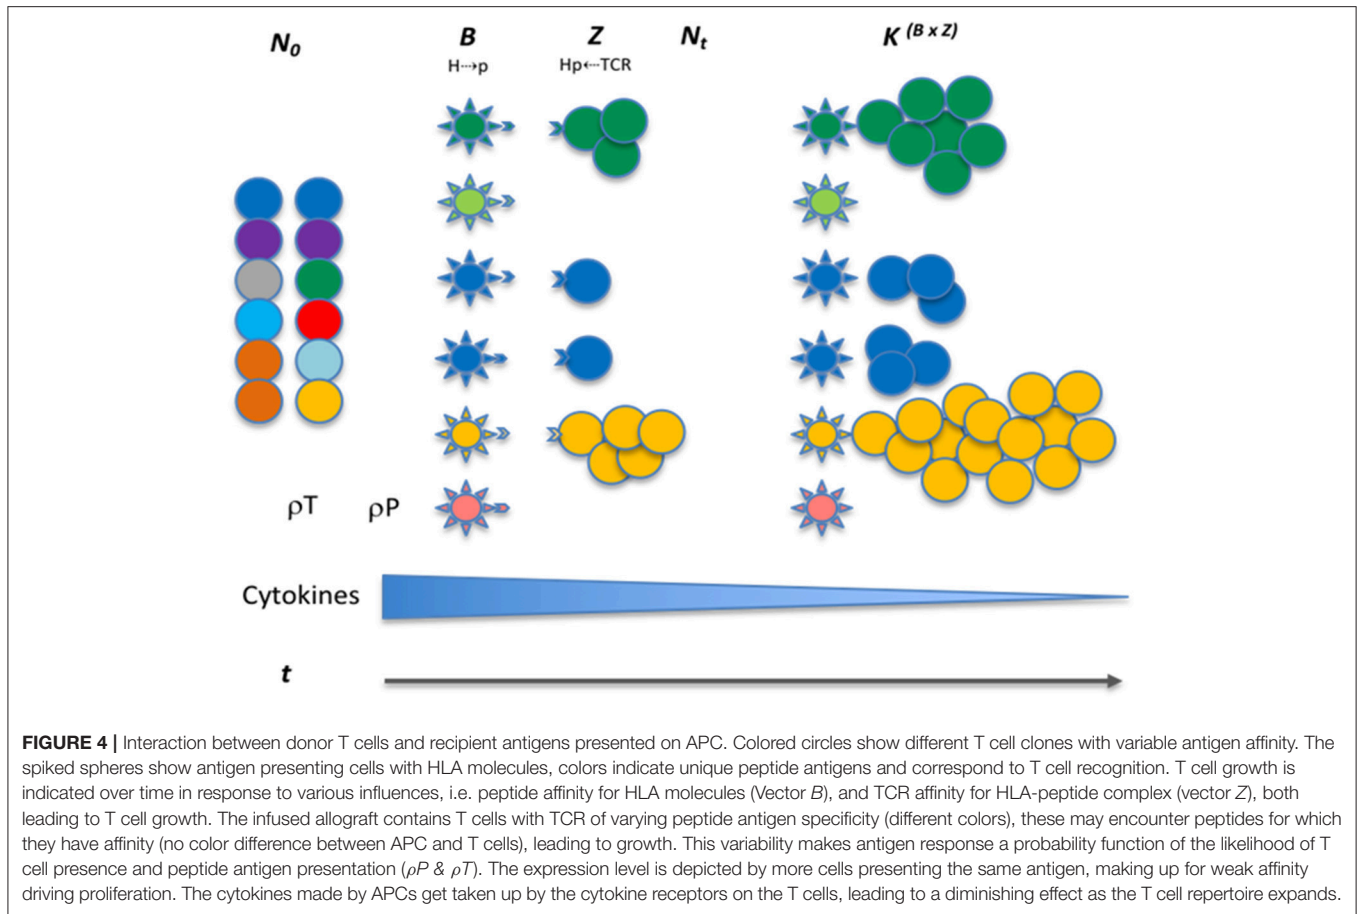 N0 B Z Nt K (B x Z)
H⤏p Hp⤎TCR
ρT ρP
Cytokines
t
FIGURE 4 | Interaction between donor T cells and recipient antigens presented on APC. Colored circles show different T cell clones with variable antigen affinity. The
spiked spheres show antigen presenting cells with HLA molecules, colors indicate unique peptide antigens and correspond to T cell recognition. T cell growth is
indicated over time in response to various influences, i.e. peptide affinity for HLA molecules (Vector B), and TCR affinity for HLA-peptide complex (vector Z), both
leading to T cell growth. The infused allograft contains T cells with TCR of varying peptide antigen specificity (different colors), these may encounter peptides for which
they have affinity (no color difference between APC and T cells), leading to growth. This variability makes antigen response a probability function of the likelihood of T
cell presence and peptide antigen presentation (ρP & ρT). The expression level is depicted by more cells presenting the same antigen, making up for weak affinity
driving proliferation. The cytokines made by APCs get taken up by the cytokine receptors on the T cells, leading to a diminishing effect as the T cell repertoire expands.